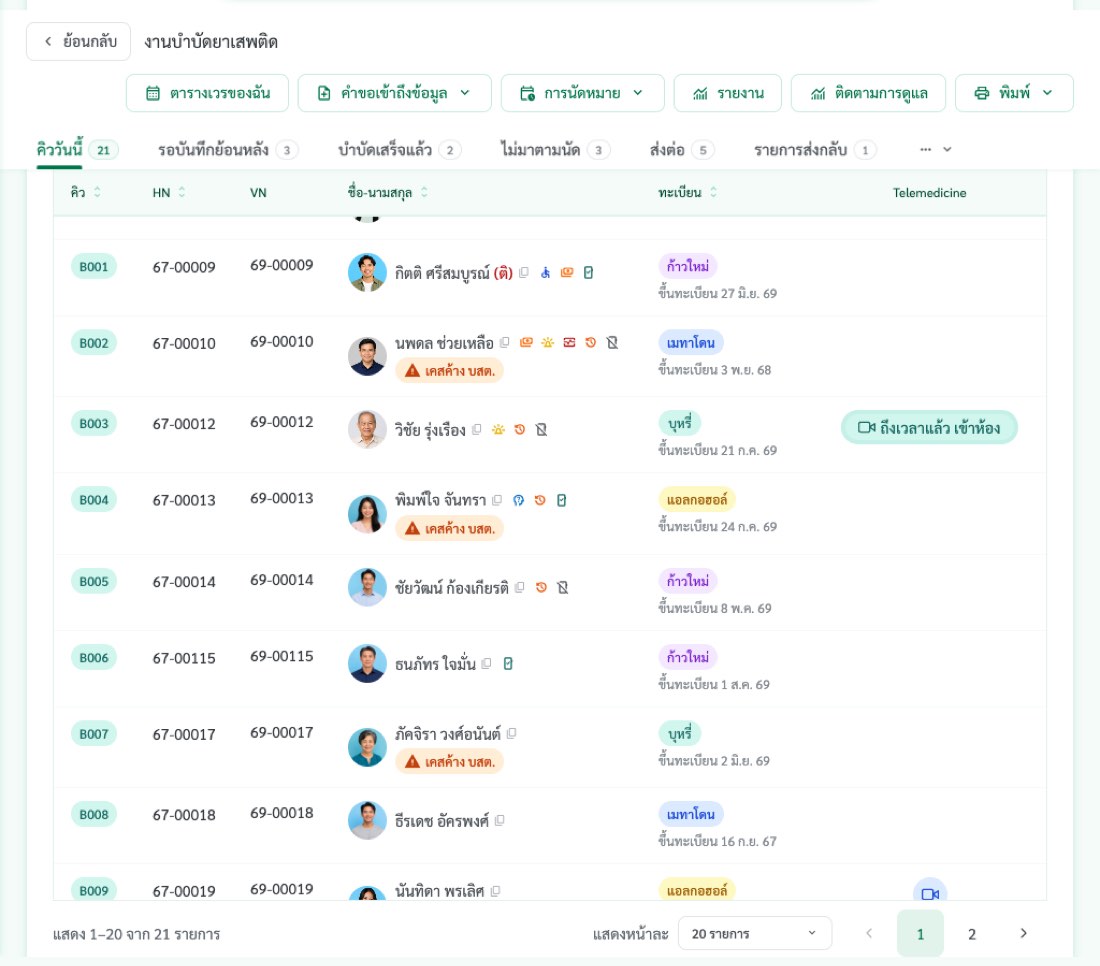 ย้อนกลับ งานบำบัดยาเสพติด
ตารางเวรของฉัน คำขอเข้าถึงข้อมูล การนัดหมาย รายงาน ติดตามการดูแล พิมพ์
คิววันนี้ 21 รอบันทึกย้อนหลัง 3 บำบัดเสร็จแล้ว 2 ไม่มาตามนัด 3 ส่งต่อ 5 รายการส่งกลับ 1 ...
คิว HN VN ชื่อ-นามสกุล ทะเบียน Telemedicine
B001 67-00009 69-00009 กิตติ ศรีสมบูรณ์ (ติ) ก้าวใหม่
ขึ้นทะเบียน 27 มิ.ย. 69
B002 67-00010 69-00010 นพดล ช่วยเหลือ เมทาโดน
เคสค้าง บสต. ขึ้นทะเบียน 3 พ.ย. 68
B003 67-00012 69-00012 วิชัย รุ่งเรือง บุหรี่ ถึงเวลาแล้ว เข้าห้อง
ขึ้นทะเบียน 21 ก.ค. 69
B004 67-00013 69-00013 พิมพ์ใจ จันทรา แอลกอฮอล์
เคสค้าง บสต. ขึ้นทะเบียน 24 ก.ค. 69
B005 67-00014 69-00014 ชัยวัฒน์ ก้องเกียรติ ก้าวใหม่
ขึ้นทะเบียน 8 พ.ค. 69
B006 67-00115 69-00115 ธนภัทร ใจมั่น ก้าวใหม่
ขึ้นทะเบียน 1 ส.ค. 69
B007 67-00017 69-00017 ภัคจิรา วงศ์อนันต์ บุหรี่
เคสค้าง บสต. ขึ้นทะเบียน 2 มิ.ย. 69
B008 67-00018 69-00018 ธีรเดช อัครพงศ์ เมทาโดน
ขึ้นทะเบียน 16 ก.ย. 67
B009 67-00019 69-00019 นันทิดา พรเลิศ แอลกอฮอล์
แสดง 1–20 จาก 21 รายการ แสดงหน้าละ 20 รายการ 1 2